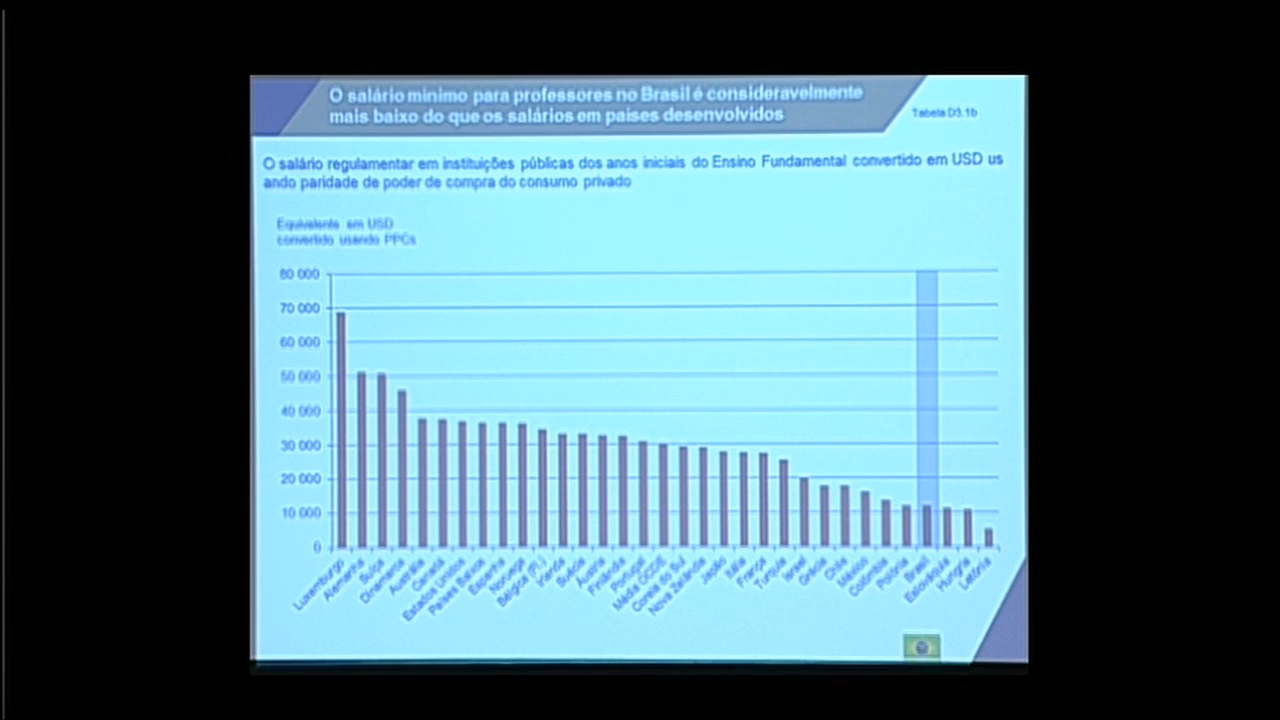 O salário mínimo para professores no Brasil é consideravelmente
mais baixo do que os salários em países desenvolvidos
Tabela D3.1b
O salário regulamentar em instituições públicas dos anos iniciais do Ensino Fundamental convertido em USD us
ando paridade de poder de compra do consumo privado
Equivalente em USD
convertido usando PPCs
80 000
70 000
60 000
50 000
40 000
30 000
20 000
10 000
0
Luxemburgo
Alemanha
Suíça
Dinamarca
Austrália
Canadá
Estados Unidos
Países Baixos
Espanha
Noruega
Bélgica (Fl.)
Irlanda
Suécia
Áustria
Finlândia
Portugal
Média OCDE
Coreia do Sul
Nova Zelândia
Japão
Itália
França
Turquia
Israel
Grécia
Chile
México
Colômbia
Polônia
Brasil
Eslováquia
Hungria
Letônia